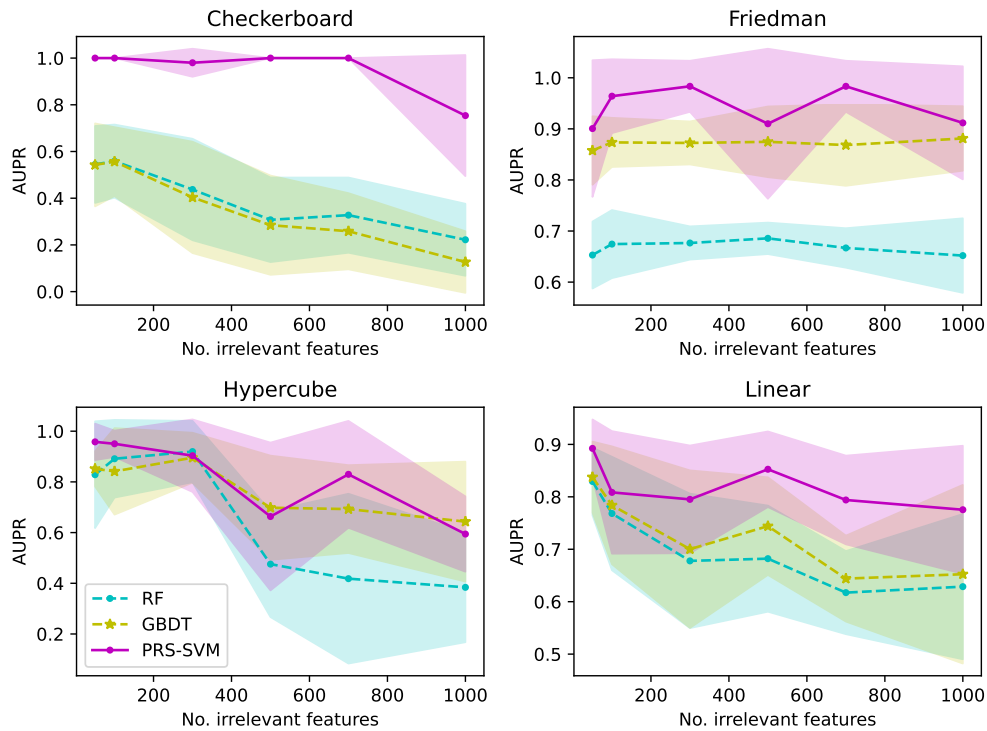 Checkerboard
AUPR
1.0
0.8
0.6
0.4
0.2
0.0
200 400 600 800 1000
No. irrelevant features
Friedman
AUPR
1.0
0.9
0.8
0.7
0.6
200 400 600 800 1000
No. irrelevant features
Hypercube
AUPR
1.0
0.8
0.6
0.4
0.2
RF
GBDT
PRS-SVM
200 400 600 800 1000
No. irrelevant features
Linear
AUPR
0.9
0.8
0.7
0.6
0.5
200 400 600 800 1000
No. irrelevant features